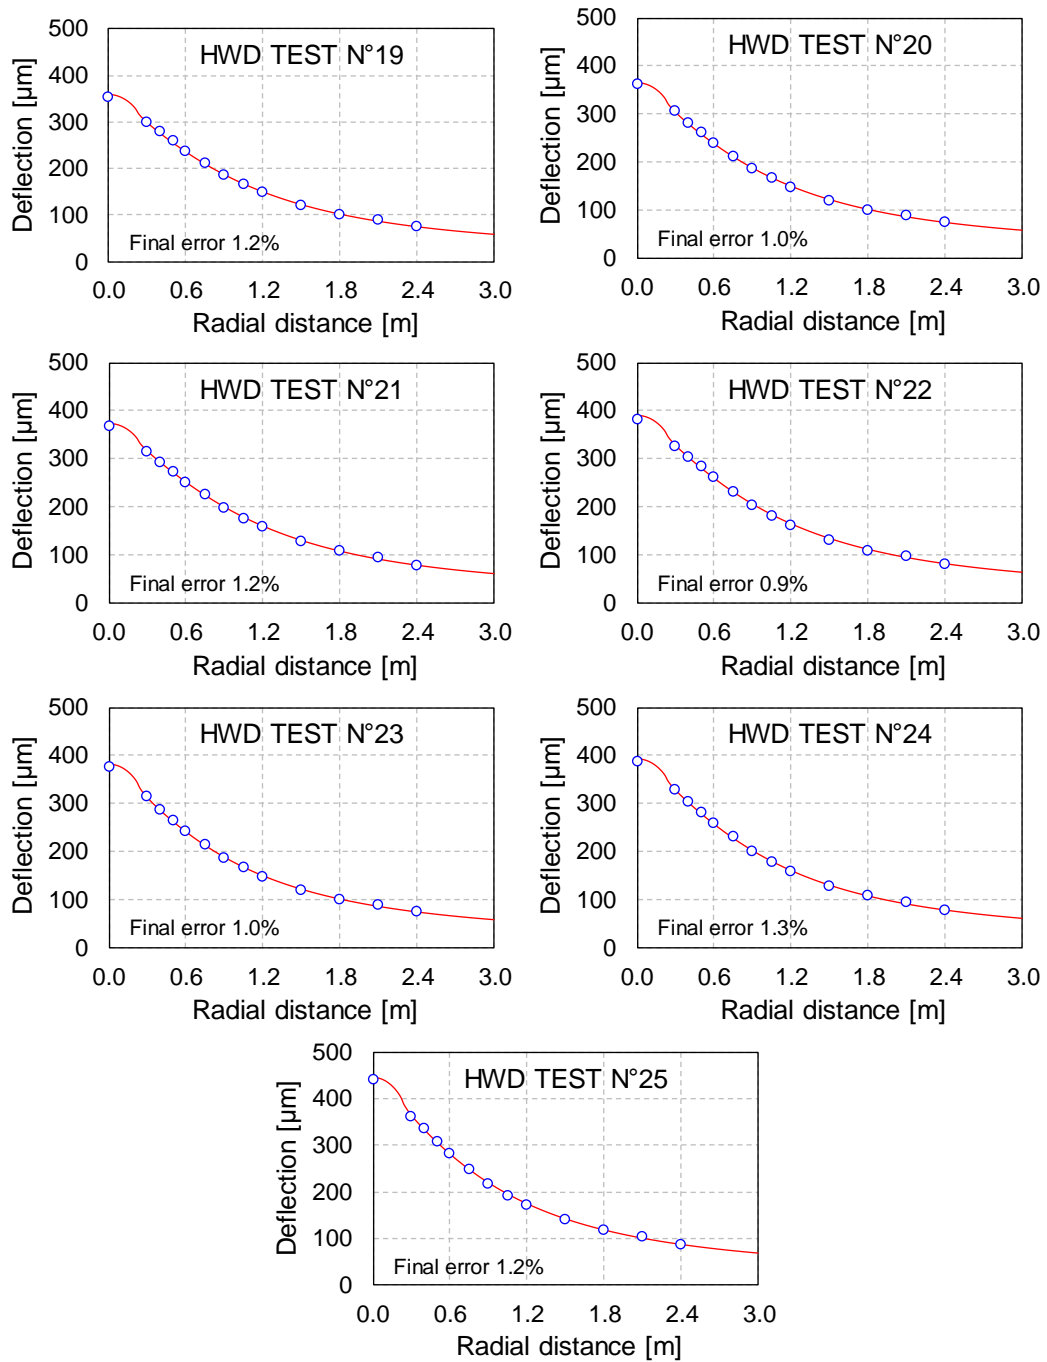 HWD TEST N°19
Deflection [µm]
500
400
300
200
100
0
Final error 1.2%
0.0 0.6 1.2 1.8 2.4 3.0
Radial distance [m]
HWD TEST N°20
Deflection [µm]
500
400
300
200
100
0
Final error 1.0%
0.0 0.6 1.2 1.8 2.4 3.0
Radial distance [m]
HWD TEST N°21
Deflection [µm]
500
400
300
200
100
0
Final error 1.2%
0.0 0.6 1.2 1.8 2.4 3.0
Radial distance [m]
HWD TEST N°22
Deflection [µm]
500
400
300
200
100
0
Final error 0.9%
0.0 0.6 1.2 1.8 2.4 3.0
Radial distance [m]
HWD TEST N°23
Deflection [µm]
500
400
300
200
100
0
Final error 1.0%
0.0 0.6 1.2 1.8 2.4 3.0
Radial distance [m]
HWD TEST N°24
Deflection [µm]
500
400
300
200
100
0
Final error 1.3%
0.0 0.6 1.2 1.8 2.4 3.0
Radial distance [m]
HWD TEST N°25
Deflection [µm]
500
400
300
200
100
0
Final error 1.2%
0.0 0.6 1.2 1.8 2.4 3.0
Radial distance [m]